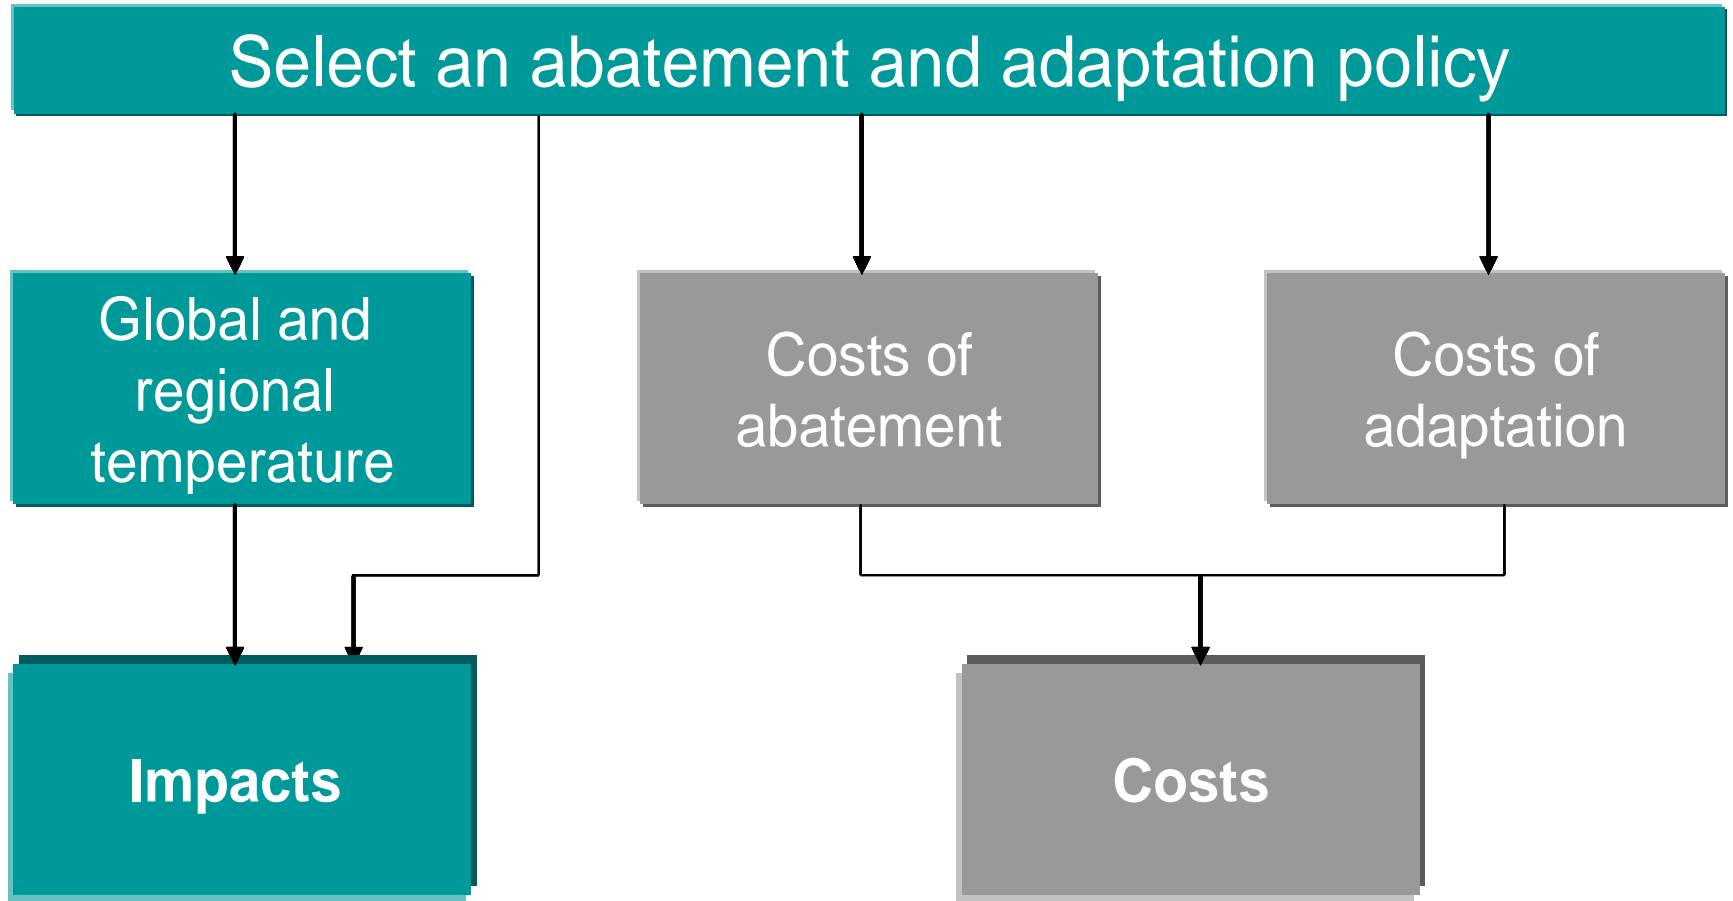 Select an abatement and adaptation policy
Global and
regional
temperature
Costs of
abatement
Costs of
adaptation
Impacts
Costs